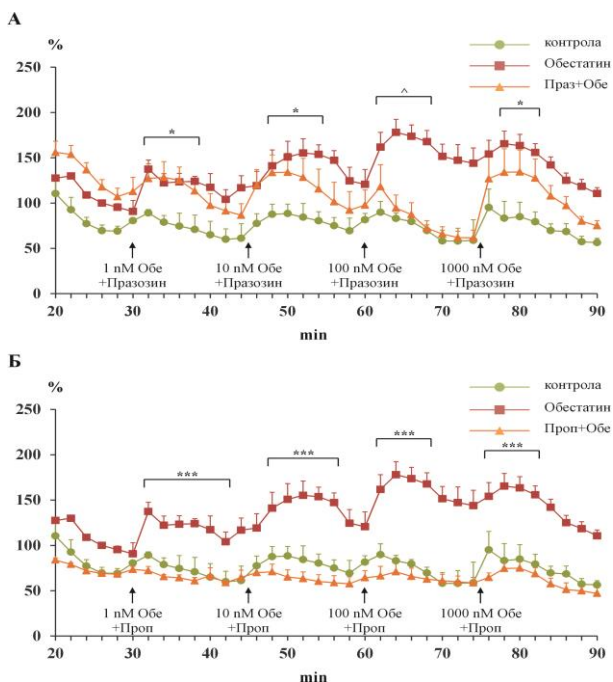 А
%
контрола
Обестатин
Праз+Обе
250
200
150
100
50
0
* * ^ *
1 nM Обе
+Празозин
10 nM Обе
+Празозин
100 nM Обе
+Празозин
1000 nM Обе
+Празозин
20 30 40 50 60 70 80 90
min
Б
%
контрола
Обестатин
Проп+Обе
250
200
150
100
50
0
*** *** *** ***
1 nM Обе
+Проп
10 nM Обе
+Проп
100 nM Обе
+Проп
1000 nM Обе
+Проп
20 30 40 50 60 70 80 90
min